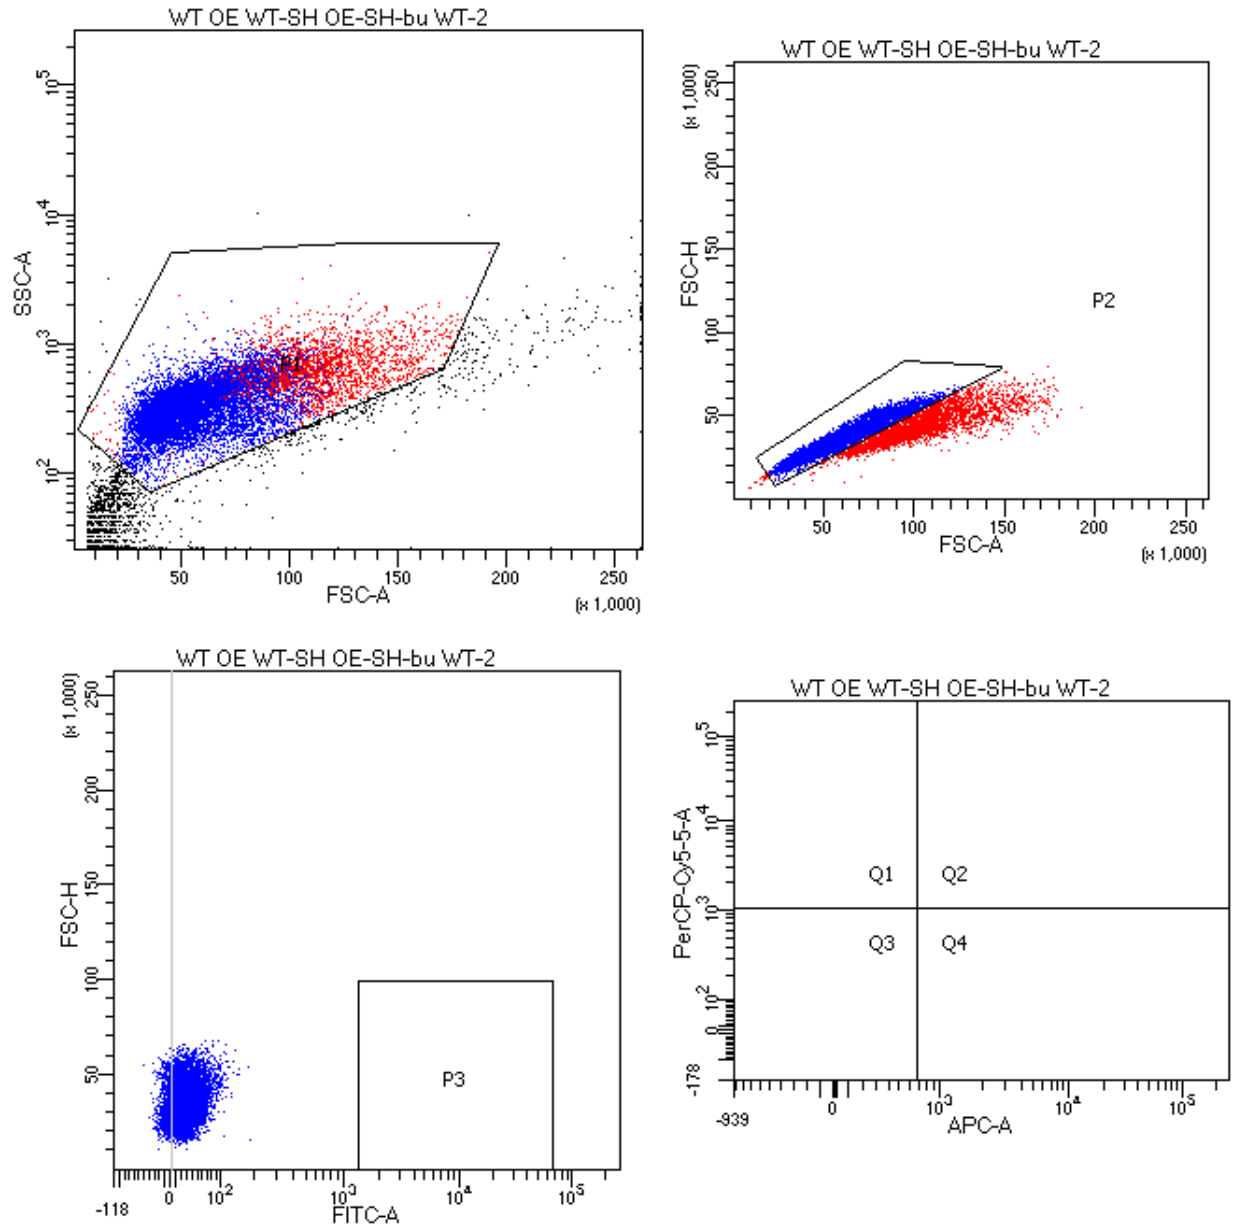 WT OE WT-SH OE-SH-bu WT-2
SSC-A
10^5
10^4
10^3
10^2
P1
50 100 150 200 250
FSC-A
(x 1,000)
WT OE WT-SH OE-SH-bu WT-2
(x 1,000)
FSC-H
250
200
150
100
50
P2
50 100 150 200 250
FSC-A
(x 1,000)
WT OE WT-SH OE-SH-bu WT-2
(x 1,000)
FSC-H
250
200
150
100
50
P3
-118 0 10^2 10^3 10^4 10^5
FITC-A
WT OE WT-SH OE-SH-bu WT-2
PerCP-Cy5-5-A
10^5
10^4
10^3
10^2
0
-178
Q1 Q2
Q3 Q4
-939 0 10^3 10^4 10^5
APC-A